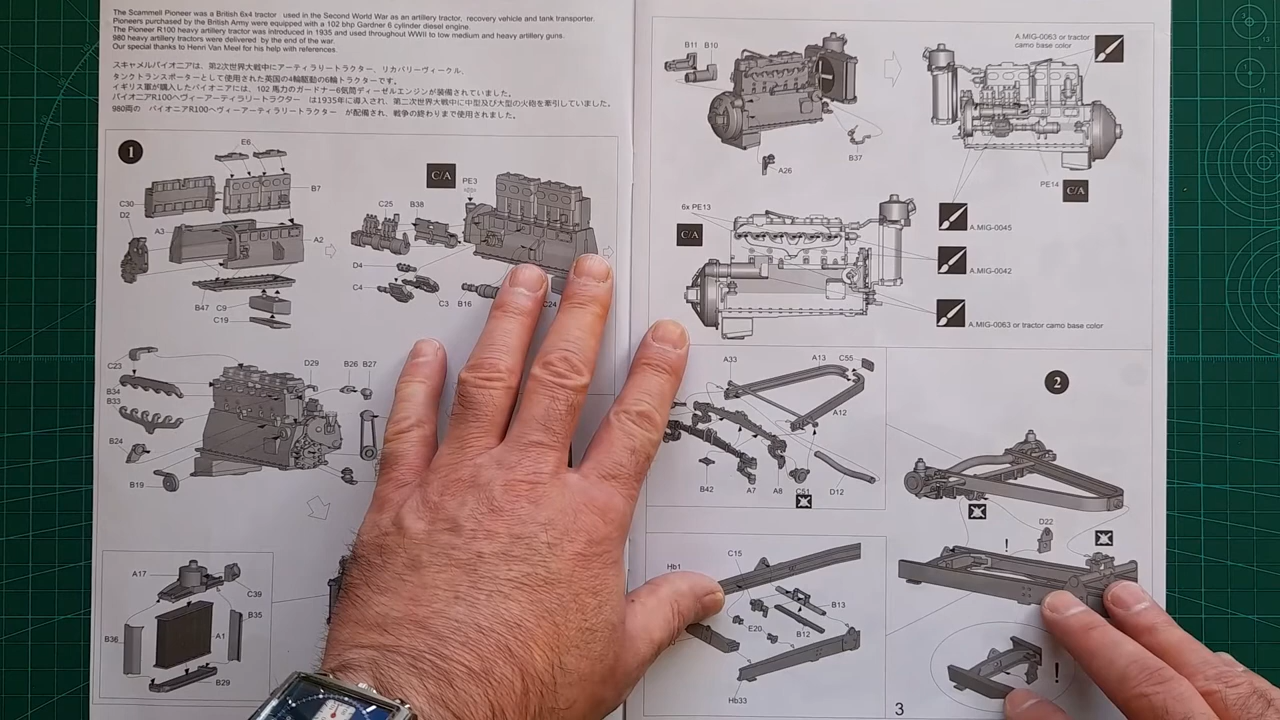 The Scammell Pioneer was a British 6x4 tractor used in the Second World War as an artillery tractor, recovery vehicle and tank transporter.
Pioneers purchased by the British Army were equipped with a 102 bhp Gardner 6 cylinder diesel engine.
The Pioneer R100 heavy artillery tractor was introduced in 1935 and used throughout WWII to tow medium and heavy artillery guns.
980 heavy artillery tractors were delivered by the end of the war.
Our special thanks to Henri Van Meel for his help with references.
スキャメルパイオニアは、第2次世界大戦中にアーティラリートラクター、リカバリーヴィークル、
タンクトランスポーターとして使用された英国の4輪駆動の6輪トラクターです。
イギリス軍が購入したパイオニアには、102 馬力のガードナー6気筒ディーゼルエンジンが装備されていました。
パイオニアR100ヘヴィーアーティラリートラクター は1935年に導入され、第二次世界大戦中に中型及び大型の火砲を牽引していました。
980両の パイオニアR100ヘヴィーアーティラリートラクター が配備され、戦争の終わりまで使用されました。
1
E6
B7
C30
D2
A3
A2
B47
C9
C19
C/A
PE3
C25
B38
D4
C4
C3
B16
C24
C23
B34
B33
B24
B19
D29
B26
B27
A17
C39
B35
B36
A1
B29
B11
B10
A26
B37
A.MIG-0063 or tractor
camo base color
PE14
C/A
6x PE13
C/A
A.MIG-0045
A.MIG-0042
A.MIG-0063 or tractor camo base color
A33
A13
C55
A12
B42
A7
A8
C51
D12
2
D22
!
Hb1
C15
B13
E20
B12
Hb33
!
3